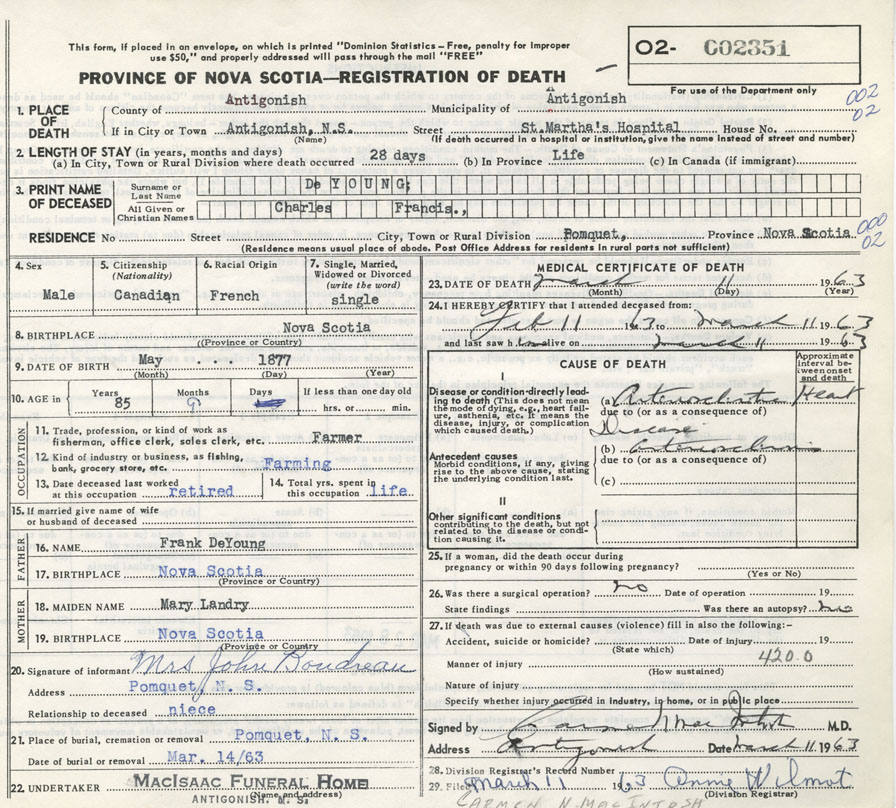 This form, if placed in an envelope, on which is printed "Dominion Statistics – Free, penalty for improper
use $50," and properly addressed will pass through the mail "FREE"
O2- C02351
PROVINCE OF NOVA SCOTIA—REGISTRATION OF DEATH
For use of the Department only
002
02
1. PLACE OF DEATH
County of Antigonish Municipality of Antigonish
If in City or Town Antigonish, N.S. Street St.Martha's Hospital House No.
(Name) (If death occurred in a hospital or institution, give the name instead of street and number)
2. LENGTH OF STAY (in years, months and days)
(a) In City, Town or Rural Division where death occurred 28 days (b) In Province Life (c) In Canada (if immigrant)
3. PRINT NAME OF DECEASED
Surname or Last Name De YOUNG,
All Given or Christian Names Charles Francis.,
RESIDENCE No Street City, Town or Rural Division Pomquet, Province Nova Scotia
000
02
(Residence means usual place of abode. Post Office Address for residents in rural parts not sufficient)
4. Sex
Male
5. Citizenship
(Nationality)
Canadian
6. Racial Origin
French
7. Single, Married,
Widowed or Divorced
(write the word)
single
8. BIRTHPLACE Nova Scotia
(Province or Country)
9. DATE OF BIRTH May . . . 1877
(Month) (Day) (Year)
10. AGE in
Years
85
Months
9
Days
If less than one day old
hrs. or min.
OCCUPATION
11. Trade, profession, or kind of work as
fisherman, office clerk, sales clerk, etc. Farmer
12. Kind of industry or business, as fishing,
bank, grocery store, etc. Farming
13. Date deceased last worked
at this occupation retired
14. Total yrs. spent in
this occupation life
15. If married give name of wife
or husband of deceased
FATHER
16. NAME Frank DeYoung
17. BIRTHPLACE Nova Scotia
(Province or Country)
MOTHER
18. MAIDEN NAME Mary Landry
19. BIRTHPLACE Nova Scotia
(Province or Country
20. Signature of informant Mrs John Boudreau
Address Pomquet, N. S.
Relationship to deceased niece
21. Place of burial, cremation or removal Pomquet, N. S.
Date of burial or removal Mar. 14/63
22. UNDERTAKER MACISAAC FUNERAL HOME
(Name and address)
ANTIGONISH, N. S.
MEDICAL CERTIFICATE OF DEATH
23. DATE OF DEATH March 11 1963
(Month) (Day) (Year)
24. I HEREBY CERTIFY that I attended deceased from:
Feb 11 1963 to March 11 1963
and last saw him alive on March 11 1963
CAUSE OF DEATH
Approximate
interval be-
tween onset
and death
I
Disease or condition-directly lead-
ing to death (This does not mean
the mode of dying, e.g., heart fail-
ure, asthenia, etc. It means the
disease, injury, or complication
which caused death.)
(a) Arteriosclerotic Heart
due to (or as a consequence of)
Disease
Antecedent causes
Morbid conditions, if any, giving
rise to the above cause, stating
the underlying condition last.
(b) arteriosclerosis
due to (or as a consequence of)
(c)
II
Other significant conditions
contributing to the death, but not
related to the disease or condi-
tion causing it.
25. If a woman, did the death occur during
pregnancy or within 90 days following pregnancy?
(Yes or No)
26. Was there a surgical operation? no Date of operation 19
State findings Was there an autopsy? no
27. If death was due to external causes (violence) fill in also the following:-
Accident, suicide or homicide? Date of injury 19
(State which)
420.0
Manner of injury
(How sustained)
Nature of injury
Specify whether injury occurred in industry, in home, or in public place
Signed by Carmen MacIntosh M.D.
Address Antigonish Date March 11 1963
28. Division Registrar's Record Number
29. Filed March 11 1963 Anne Wilmot
(Division Registrar)
CARMEN N. MACINTOSH